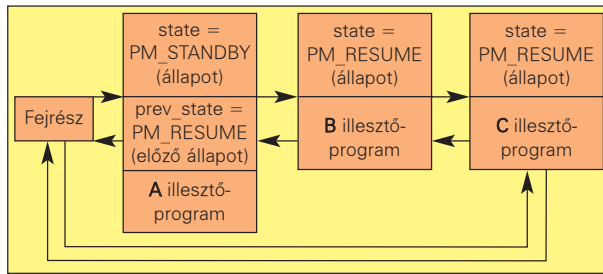 Fejrész
state =
PM_STANDBY
(állapot)
prev_state =
PM_RESUME
(előző állapot)
A illesztő-
program
state =
PM_RESUME
(állapot)
B illesztő-
program
state =
PM_RESUME
(állapot)
C illesztő-
program